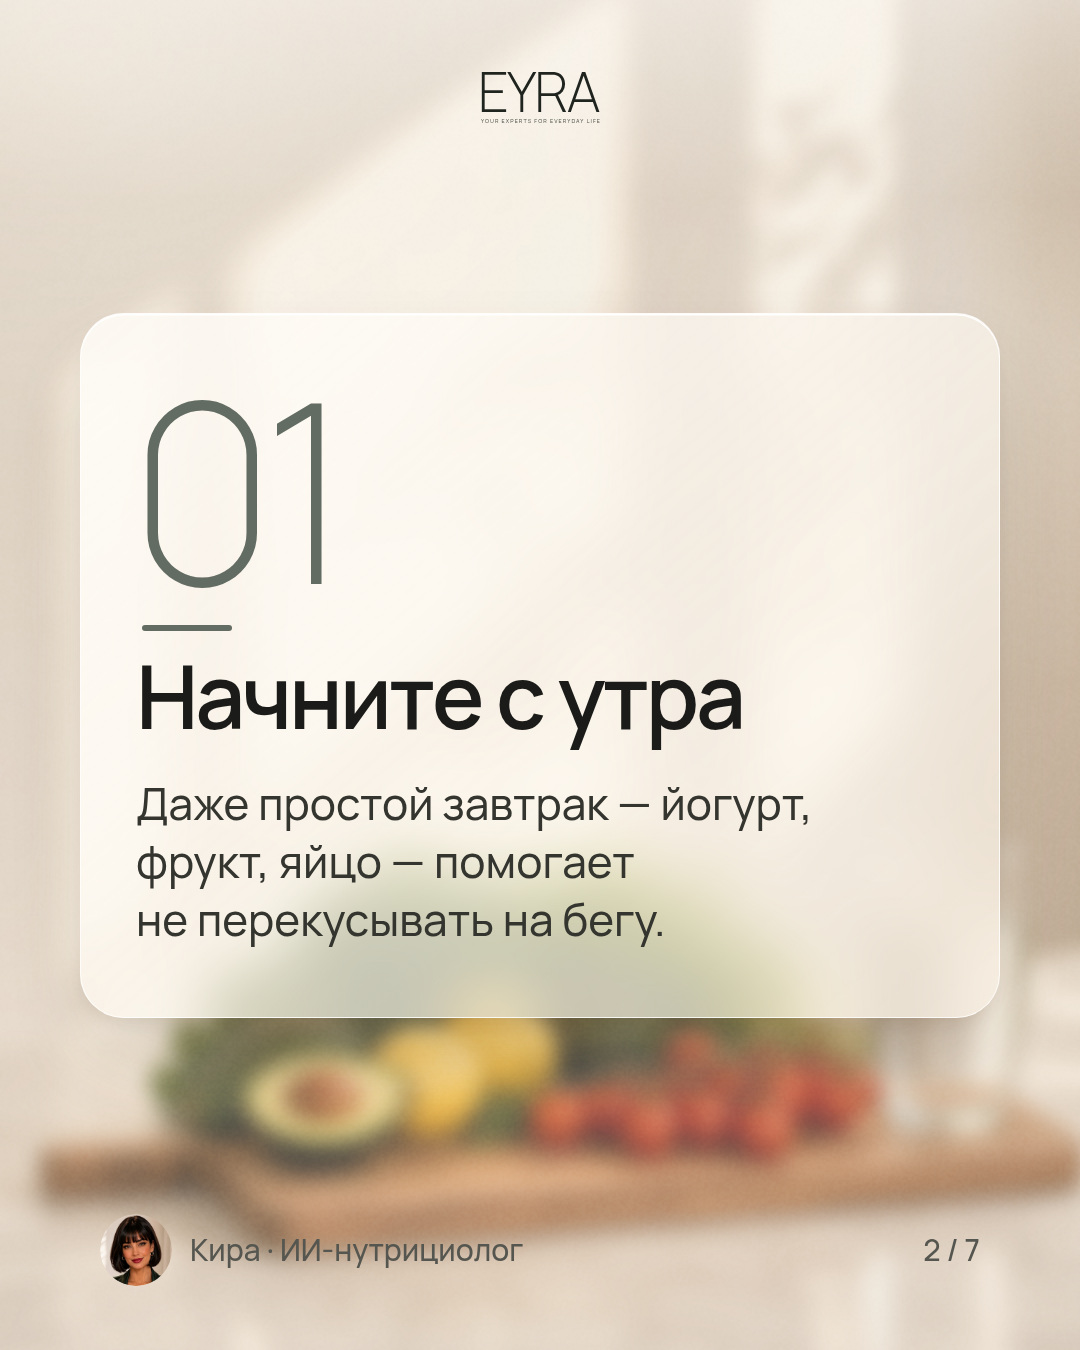 EYRA
YOUR EXPERTS FOR EVERYDAY LIFE
01
Начните с утра
Даже простой завтрак — йогурт,
фрукт, яйцо — помогает
не перекусывать на бегу.
Кира · ИИ-нутрициолог
2 / 7